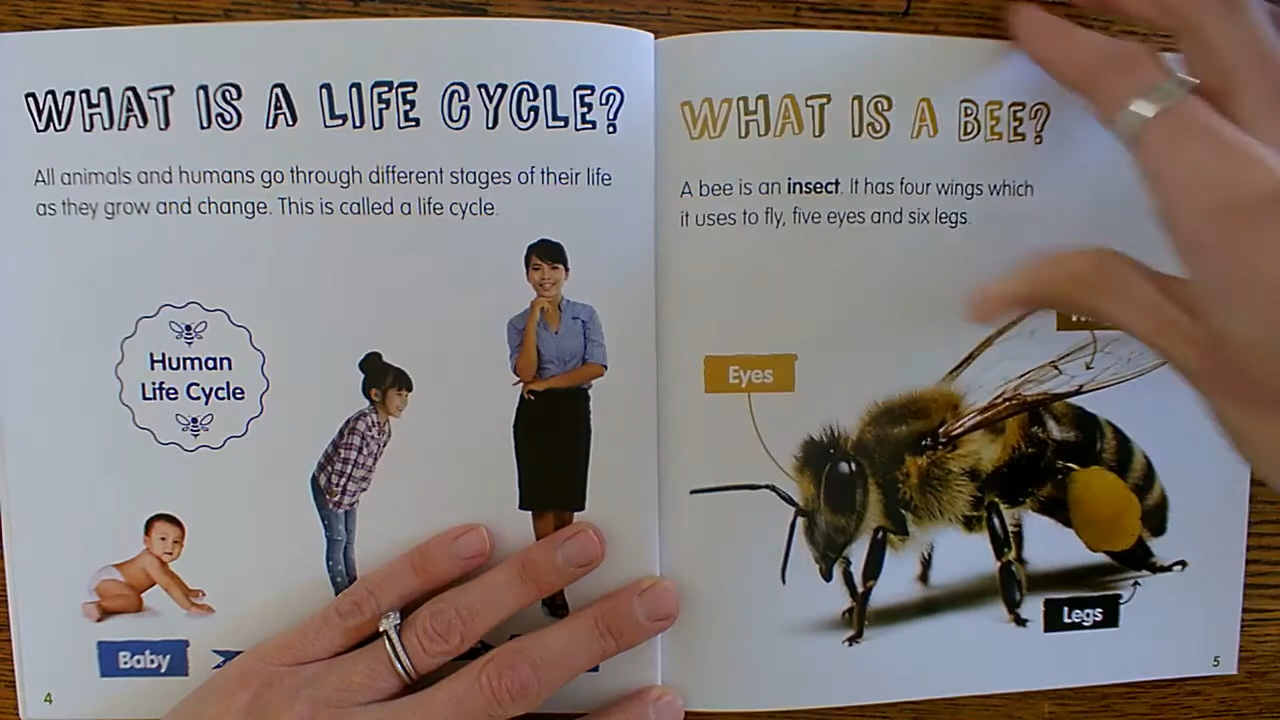 WHAT IS A LIFE CYCLE?
All animals and humans go through different stages of their life
as they grow and change. This is called a life cycle.
Human
Life Cycle
Baby
4
WHAT IS A BEE?
A bee is an insect. It has four wings which
it uses to fly, five eyes and six legs.
Eyes
Legs
5